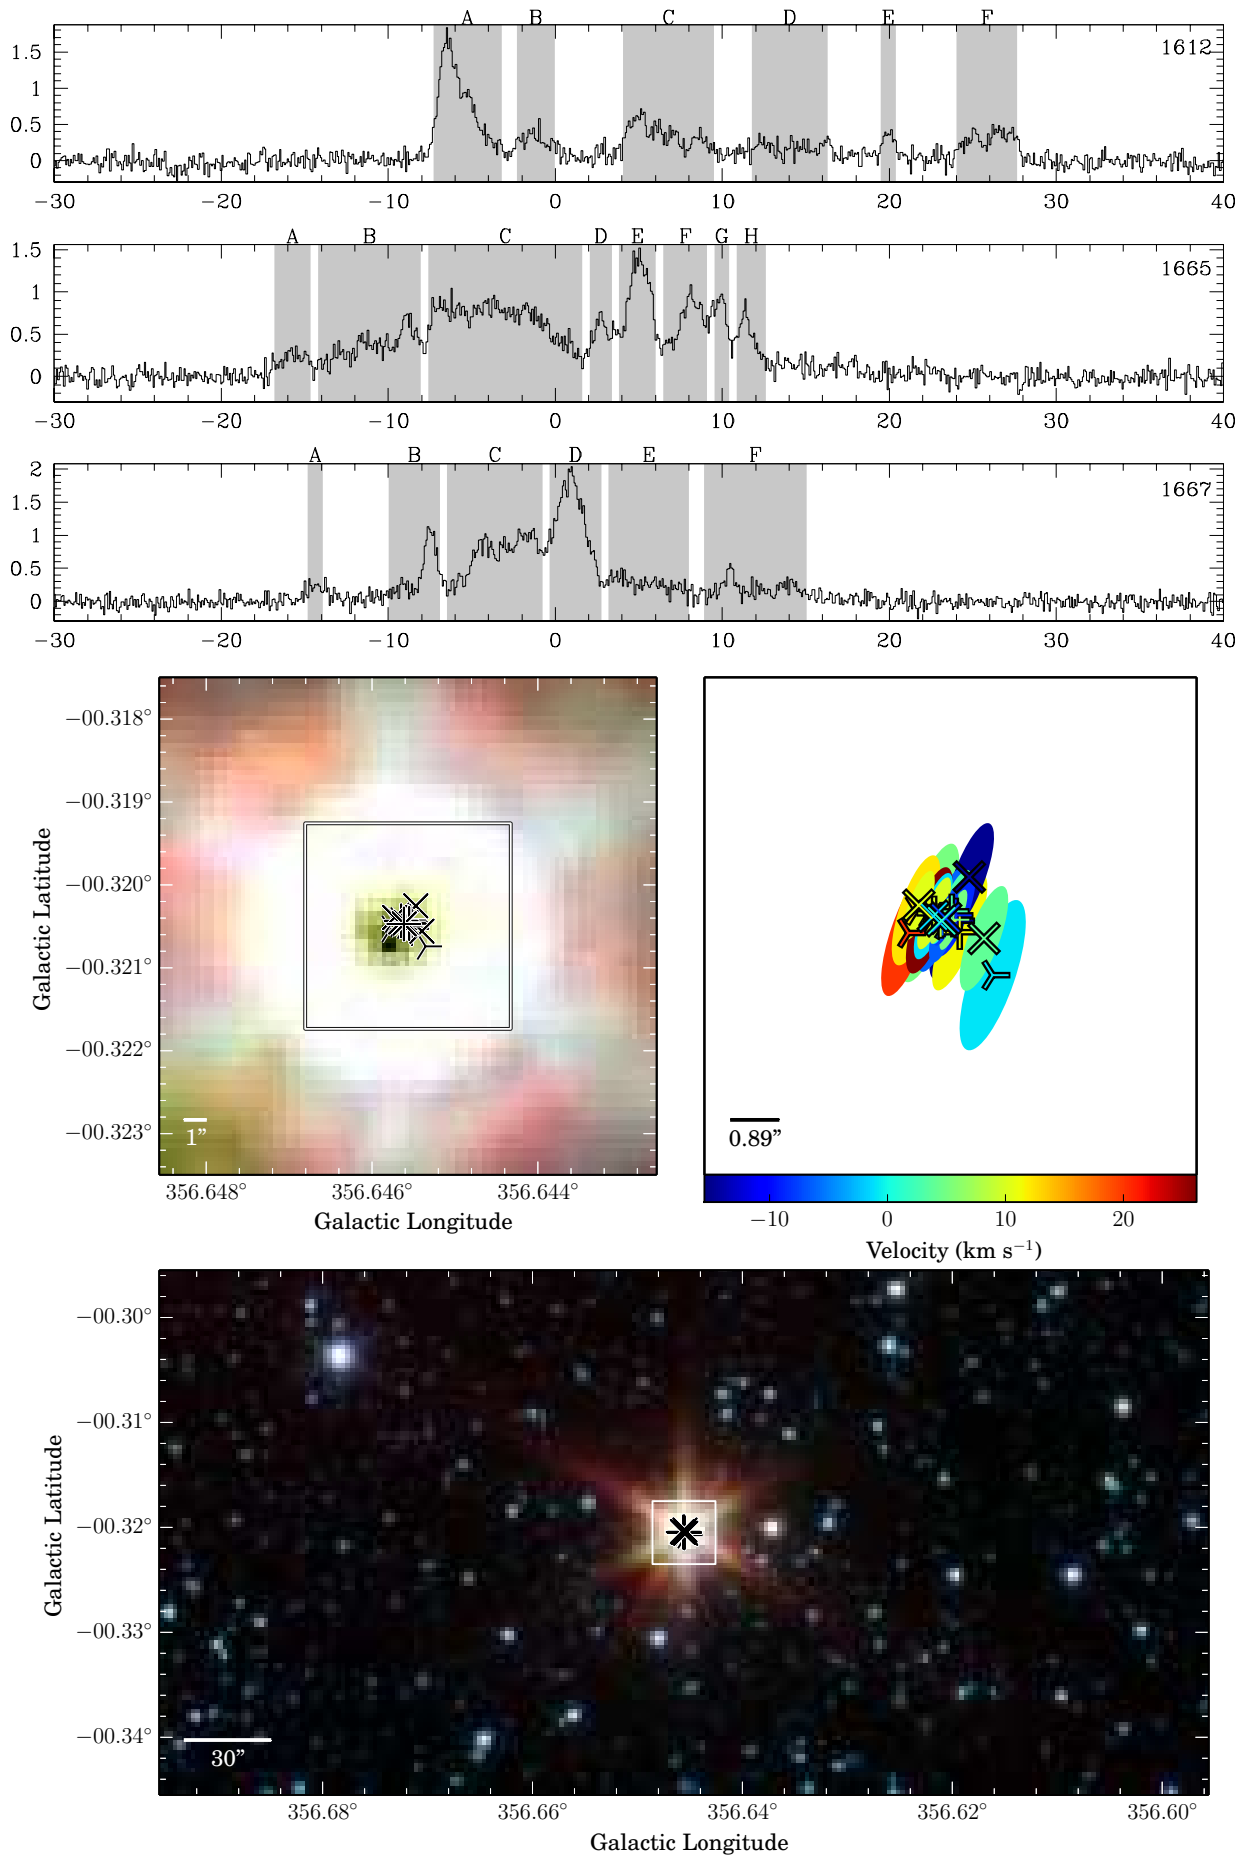 A B C D E F
1.5
1612
1
0.5
0
−30 −20 −10 0 10 20 30 40
A B C D E F G H
1.5
1665
1
0.5
0
−30 −20 −10 0 10 20 30 40
A B C D E F
2
1667
1.5
1
0.5
0
−30 −20 −10 0 10 20 30 40
−00.318°
−00.319°
−00.320°
−00.321°
−00.322°
−00.323°
Galactic Latitude
1”
356.648° 356.646° 356.644°
Galactic Longitude
0.89”
−10 0 10 20
Velocity (km s⁻¹)
−00.30°
−00.31°
−00.32°
−00.33°
−00.34°
Galactic Latitude
30”
356.68° 356.66° 356.64° 356.62° 356.60°
Galactic Longitude